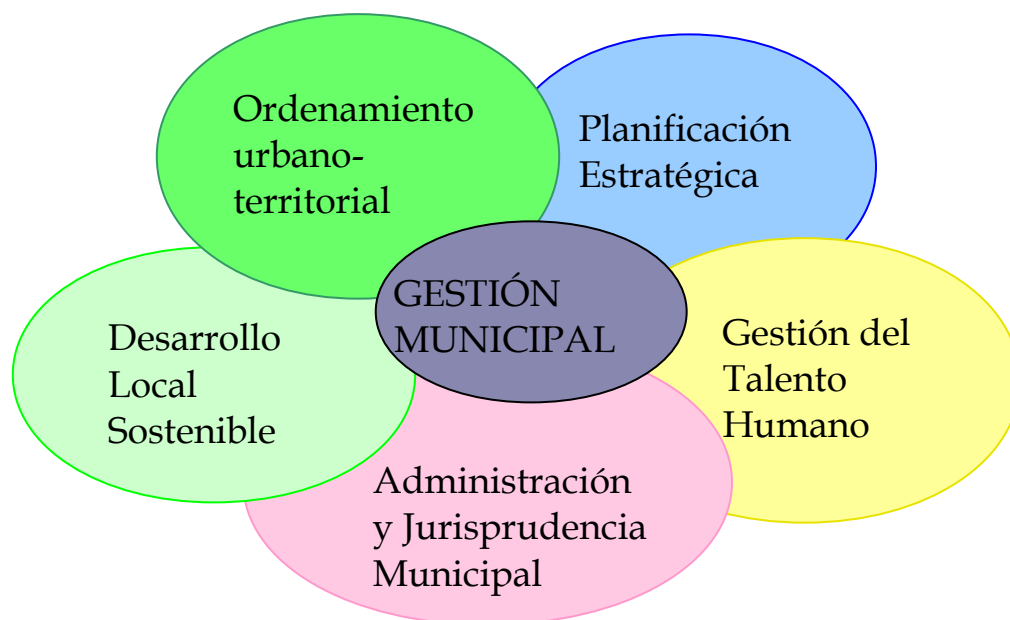 Ordenamiento
urbano-
territorial
Planificación
Estratégica
GESTIÓN
MUNICIPAL
Desarrollo
Local
Sostenible
Gestión del
Talento
Humano
Administración
y Jurisprudencia
Municipal